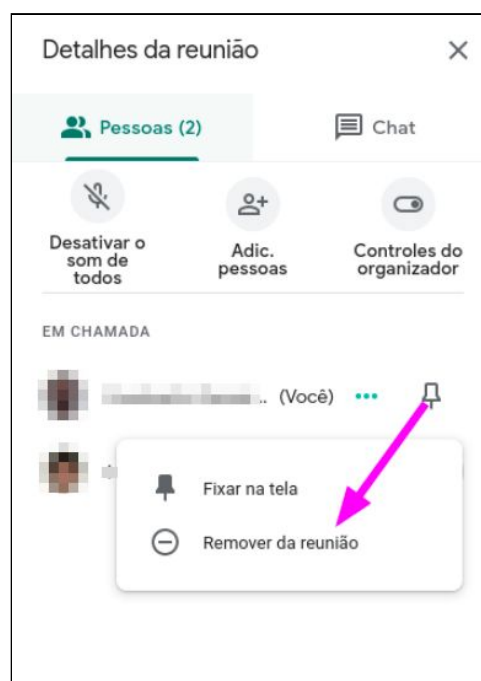 Detalhes da reunião
Pessoas (2)
Chat
Desativar o
som de
todos
Adic.
pessoas
Controles do
organizador
EM CHAMADA
.. (Você)
Fixar na tela
Remover da reunião